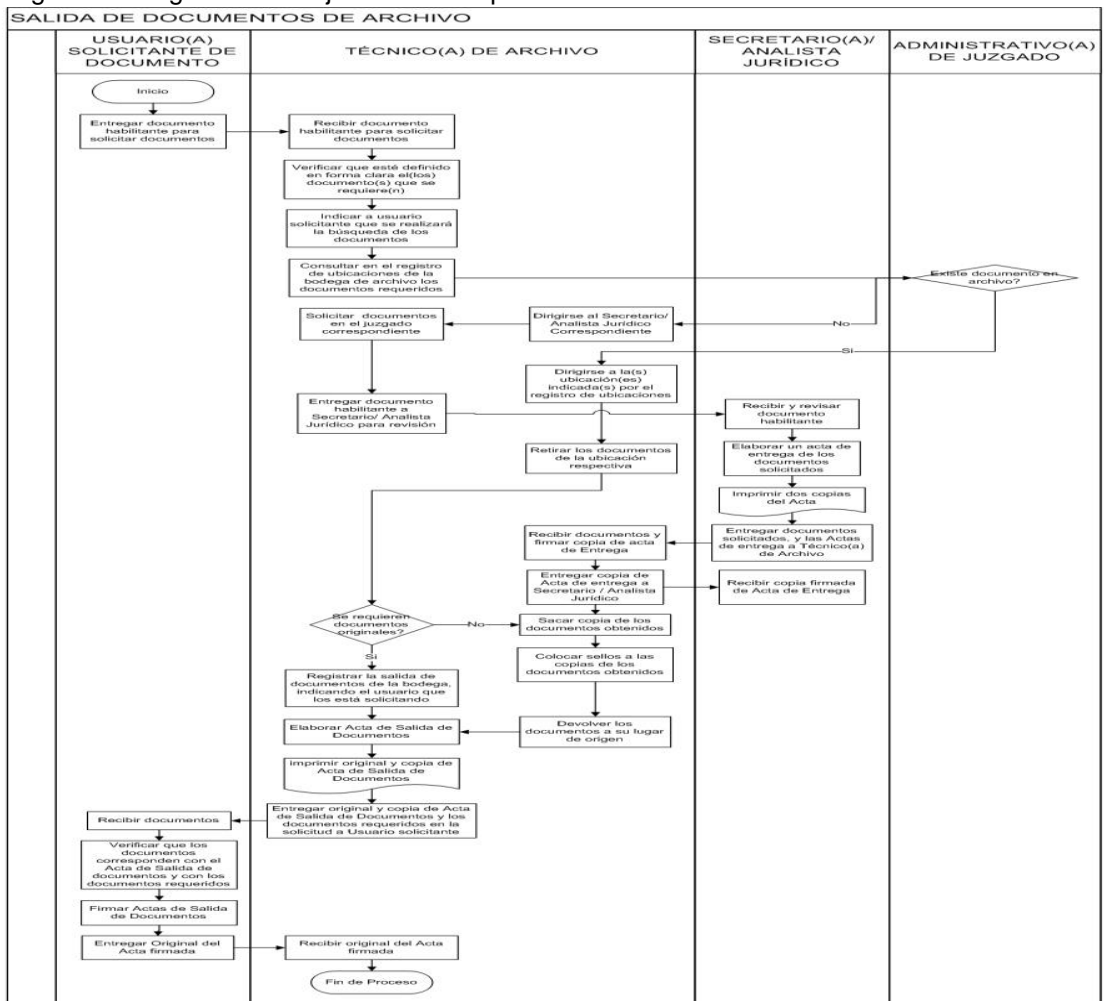 SALIDA DE DOCUMENTOS DE ARCHIVO
USUARIO(A)
SOLICITANTE DE
DOCUMENTO
TÉCNICO(A) DE ARCHIVO
SECRETARIO(A)/
ANALISTA
JURÍDICO
ADMINISTRATIVO(A)
DE JUZGADO
Inicio
Entregar documento
habilitante para
solicitar documentos
Recibir documento
habilitante para solicitar
documentos
Verificar que esté definido
en forma clara el(los)
documento(s) que se
requiere(n)
Indicar a usuario
solicitante que se realizará
la búsqueda de los
documentos
Consultar en el registro
de ubicaciones de la
bodega de archivo los
documentos requeridos
Existe documento en
archivo?
Solicitar documentos
en el juzgado
correspondiente
Dirigirse al Secretario/
Analista Jurídico
Correspondiente
No
Si
Dirigirse a la(s)
ubicación(es)
indicada(s) por el
registro de ubicaciones
Entregar documento
habilitante a
Secretario/ Analista
Jurídico para revisión
Recibir y revisar
documento
habilitante
Retirar los documentos
de la ubicación
respectiva
Elaborar un acta de
entrega de los
documentos
solicitados
Imprimir dos copias
del Acta
Recibir documentos y
firmar copia de acta
de Entrega
Entregar documentos
solicitados, y las Actas
de entrega a Técnico(a)
de Archivo
Entregar copia de
Acta de entrega a
Secretario / Analista
Jurídico
Recibir copia firmada
de Acta de Entrega
Se requieren
documentos
originales?
No
Sacar copia de los
documentos obtenidos
Si
Colocar sellos a las
copias de los
documentos obtenidos
Registrar la salida de
documentos de la bodega,
indicando el usuario que
los está solicitando
Elaborar Acta de Salida de
Documentos
Devolver los
documentos a su lugar
de origen
imprimir original y copia de
Acta de Salida de
Documentos
Entregar original y copia de Acta
de Salida de Documentos y los
documentos requeridos en la
solicitud a Usuario solicitante
Recibir documentos
Verificar que los
documentos
corresponden con el
Acta de Salida de
documentos y con los
documentos requeridos
Firmar Actas de Salida
de Documentos
Entregar Original del
Acta firmada
Recibir original del Acta
firmada
Fin de Proceso